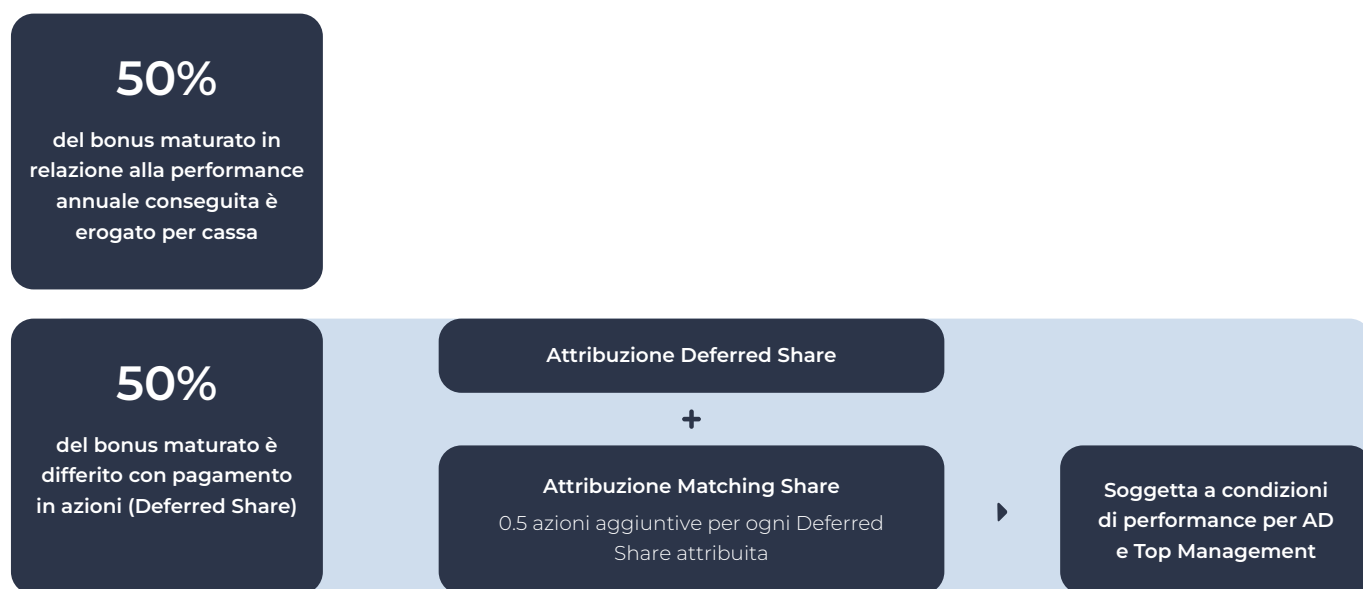 50%
del bonus maturato in
relazione alla performance
annuale conseguita è
erogato per cassa
50%
del bonus maturato è
differito con pagamento
in azioni (Deferred Share)
Attribuzione Deferred Share
+
Attribuzione Matching Share
0.5 azioni aggiuntive per ogni Deferred
Share attribuita
Soggetta a condizioni
di performance per AD
e Top Management